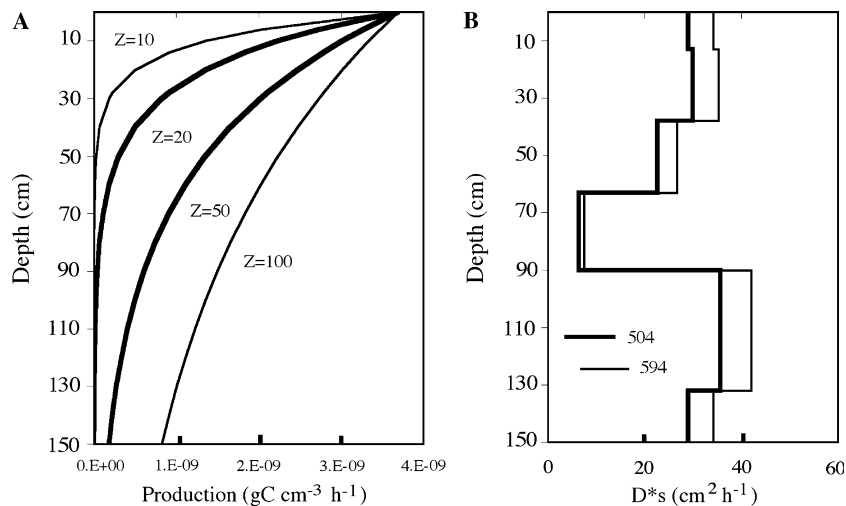 A
Z=10
Z=20
Z=50
Z=100
10
30
50
70
90
110
130
150
Depth (cm)
0.E+00 1.E-09 2.E-09 3.E-09 4.E-09
Production (gC cm-3 h-1)
B
10
30
50
70
90
110
130
150
Depth (cm)
504
594
0 20 40 60
D*s (cm2 h-1)